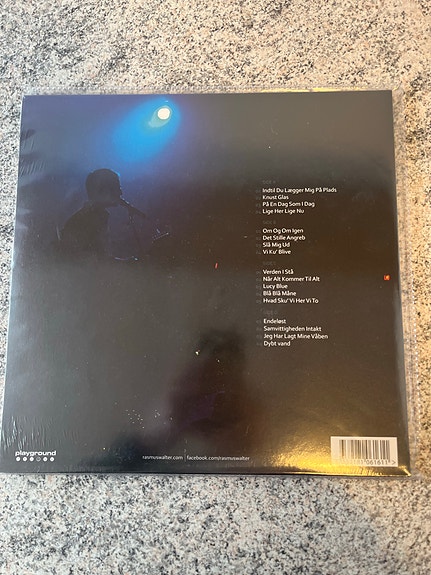 Indtil Du Lægger Mig På Plads
Knust Glas
På En Dag Som I Dag
Lige Her Lige Nu
Om Og Om Igen
Det Stille Angreb
Slå Mig Ud
Vi Ku' Blive
Verden I Stå
Når Alt Kommer Til Alt
Lucy Blue
Blå Blå Måne
Hvad Sku' Vi Her Vi To
Endeløst
Samvittigheden Intakt
Jeg Har Lagt Mine Våben
Dybt vand
playground
rasmuswalter.com | facebook.com/rasmuswalter